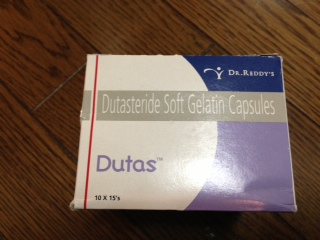 DR.REDDY'S
Dutasteride Soft Gelatin Capsules
Dutas™
10 X 15's